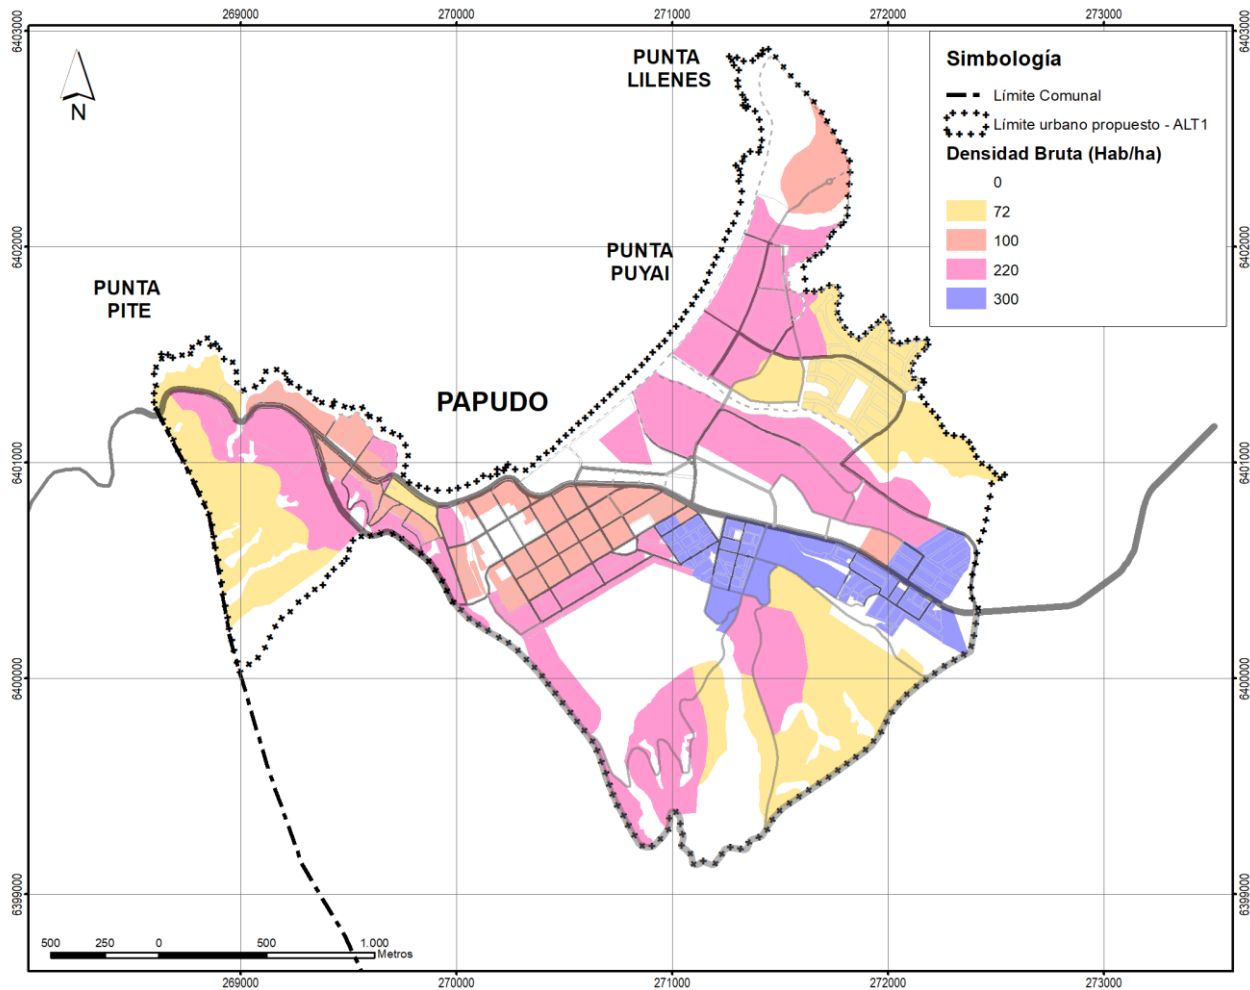 269000
270000
271000
272000
273000
6403000
6403000
PUNTA
LILENES
Simbología
Límite Comunal
Límite urbano propuesto - ALT1
Densidad Bruta (Hab/ha)
0
72
100
220
300
N
6402000
6402000
PUNTA
PUYAI
PUNTA
PITE
PAPUDO
6401000
6401000
6400000
6400000
6399000
6399000
500
250
0
500
1.000
Metros
269000
270000
271000
272000
273000